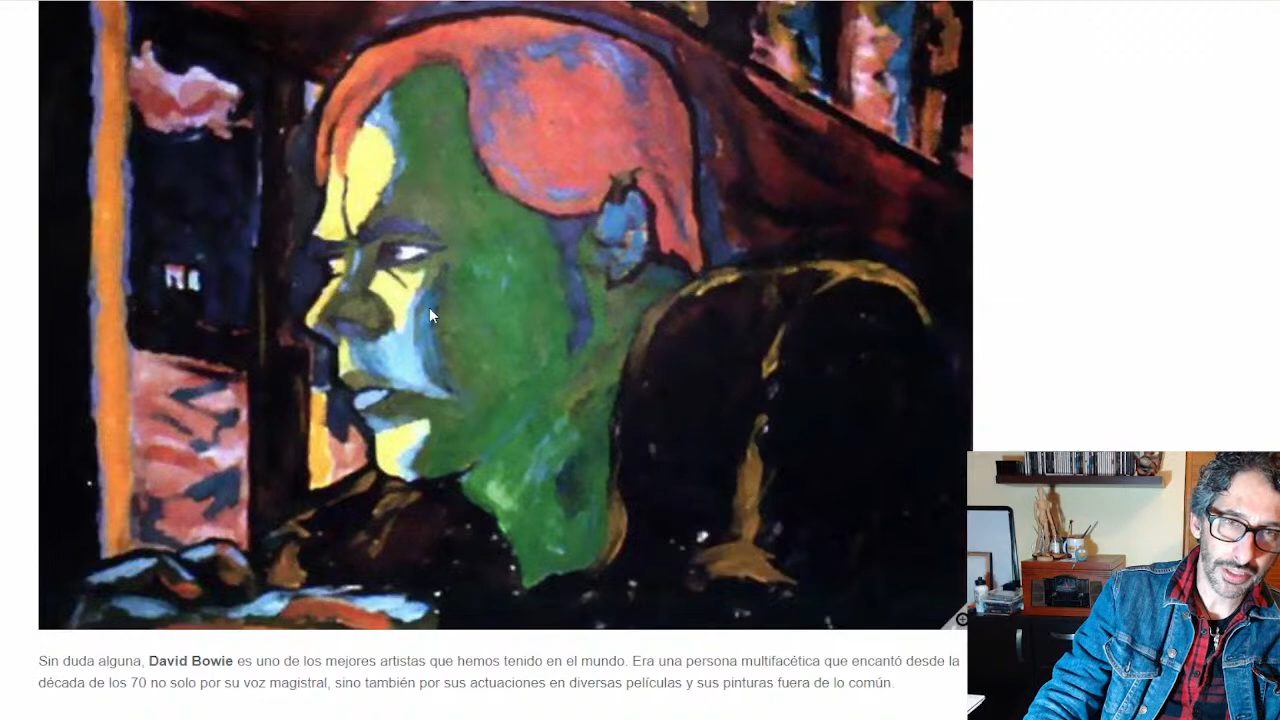 Sin duda alguna, David Bowie es uno de los mejores artistas que hemos tenido en el mundo. Era una persona multifacética que encantó desde la
década de los 70 no solo por su voz magistral, sino también por sus actuaciones en diversas películas y sus pinturas fuera de lo común.